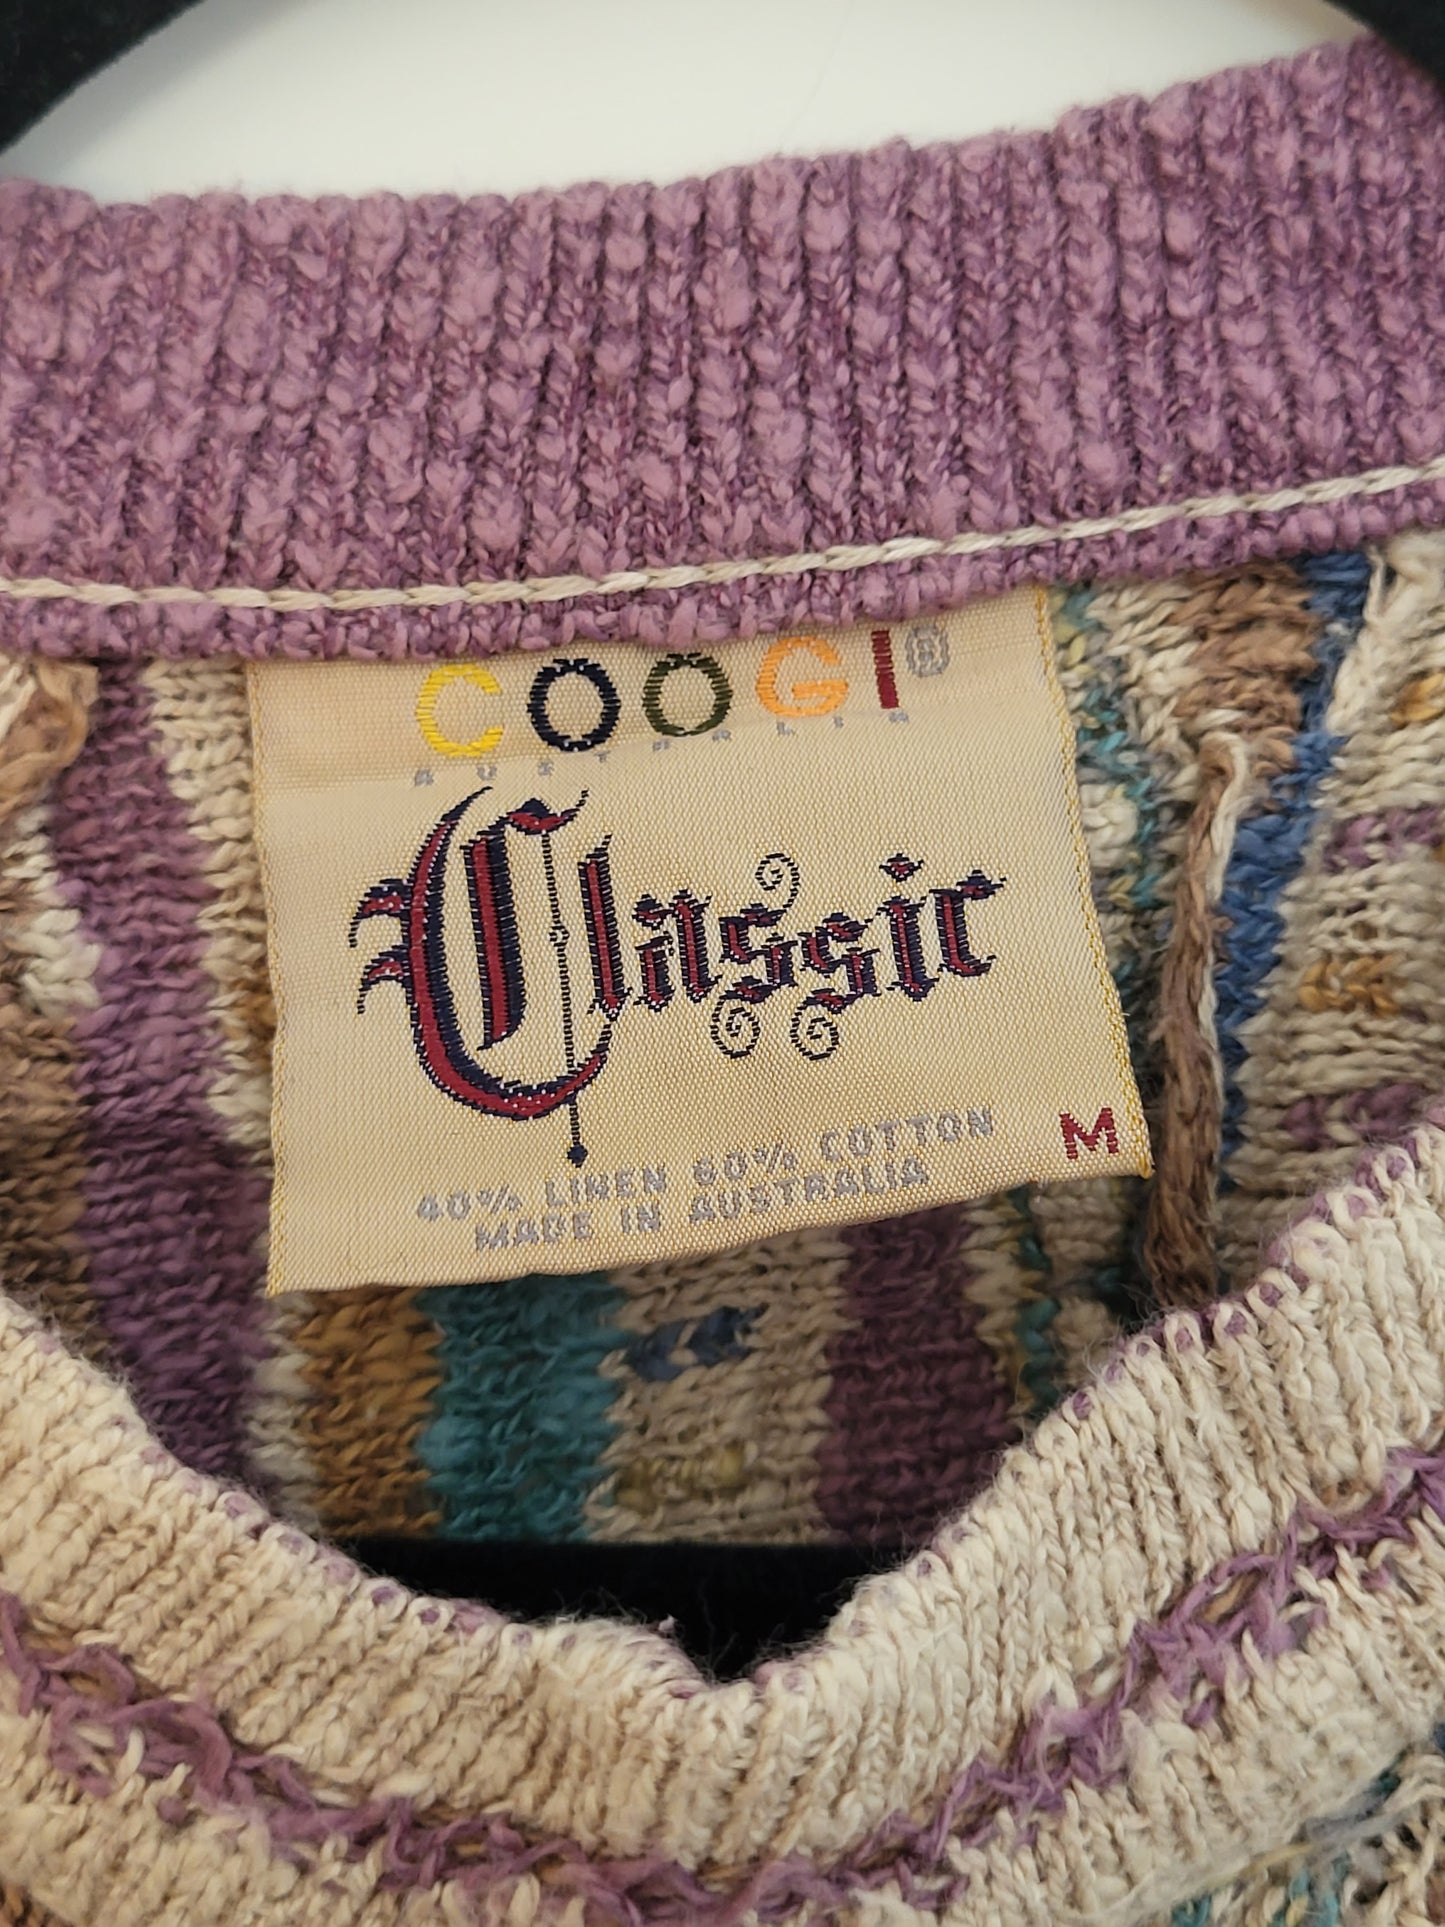 COOGI®
AUSTRALIA
Classic
M
40% LINEN 60% COTTON
MADE IN AUSTRALIA